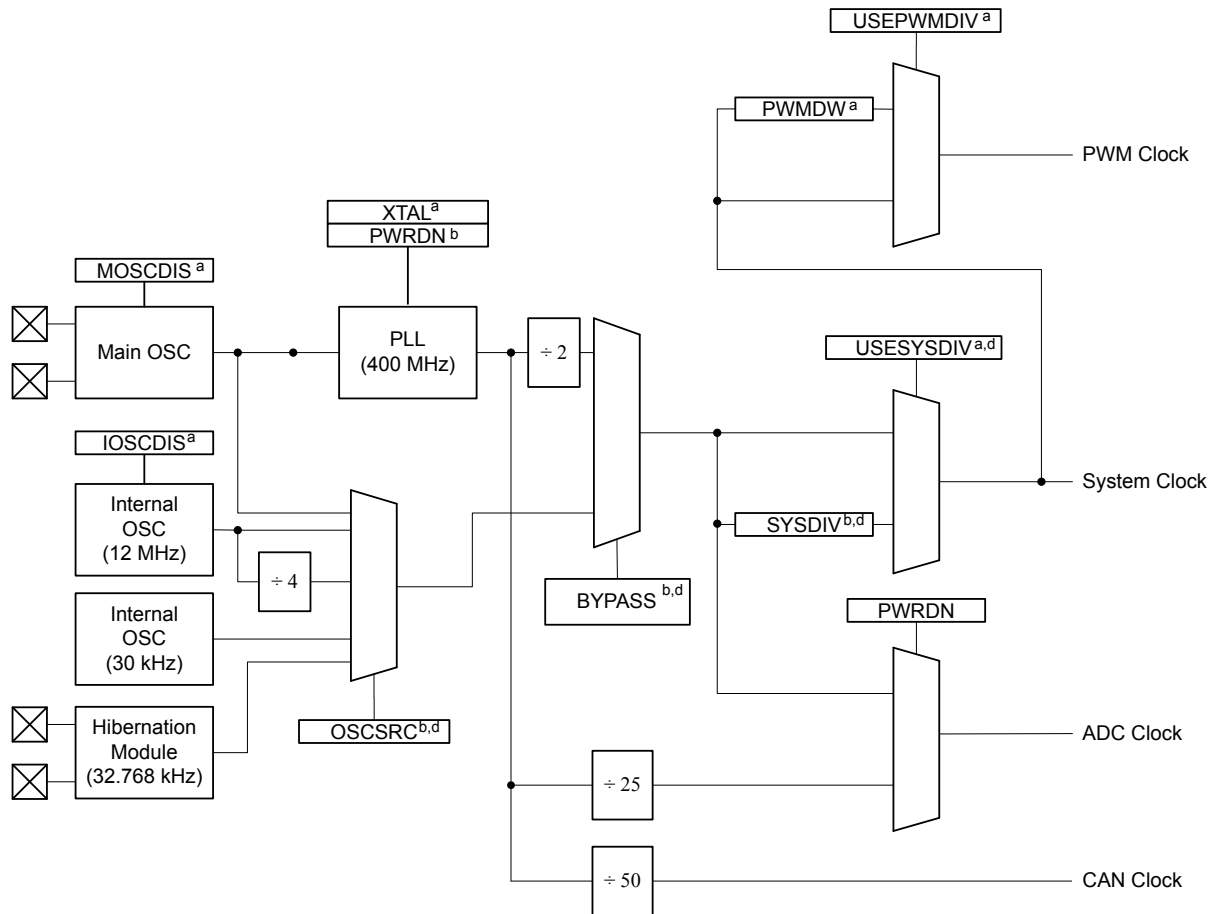 USEPWMDIV a
PWMDW a
PWM Clock
XTAL a
PWRDN b
MOSCDIS a
Main OSC
PLL
(400 MHz)
÷ 2
USESYSDIV a,d
IOSCDIS a
Internal
OSC
(12 MHz)
÷ 4
System Clock
SYSDIV b,d
BYPASS b,d
Internal
OSC
(30 kHz)
PWRDN
OSCSRC b,d
Hibernation
Module
(32.768 kHz)
ADC Clock
÷ 25
÷ 50
CAN Clock